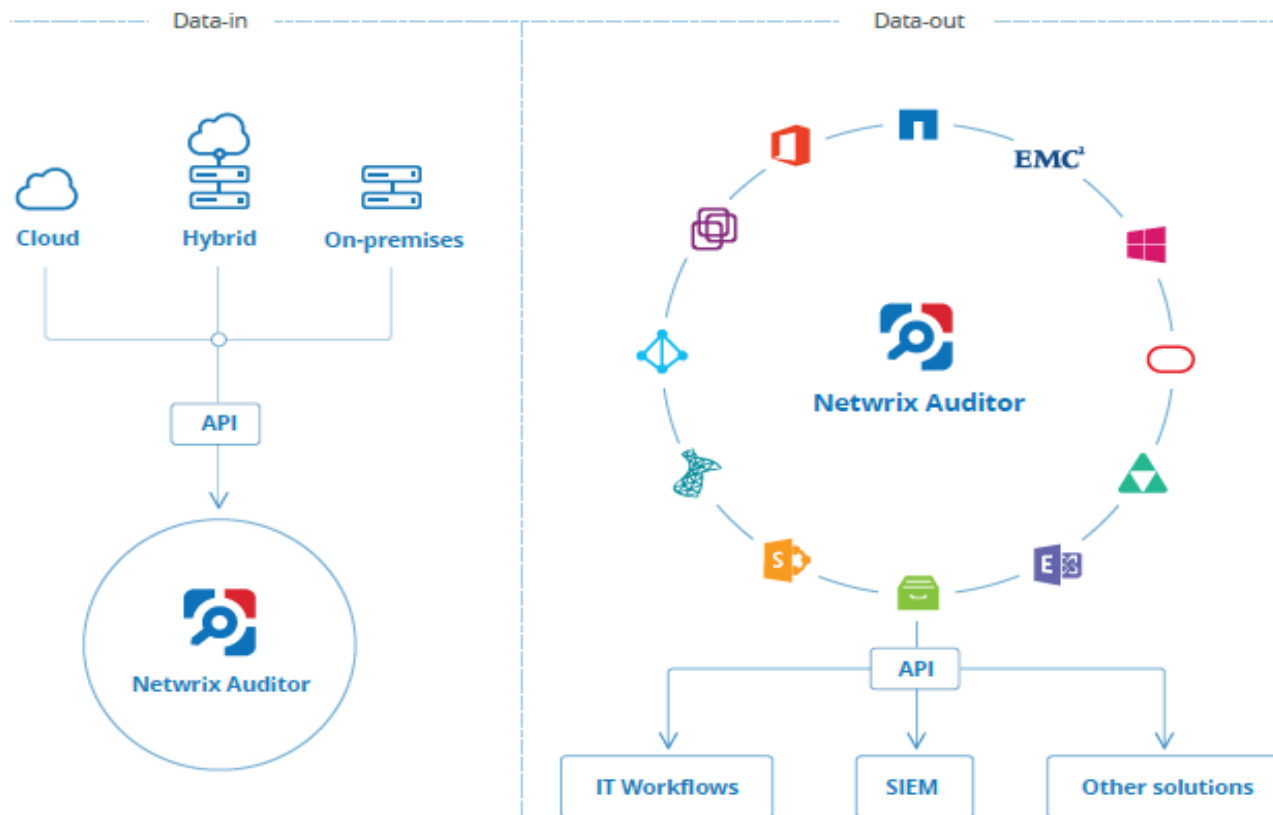 Data-in
Data-out
Cloud
Hybrid
On-premises
API
Netwrix Auditor
EMC²
Netwrix Auditor
S
E
API
IT Workflows
SIEM
Other solutions